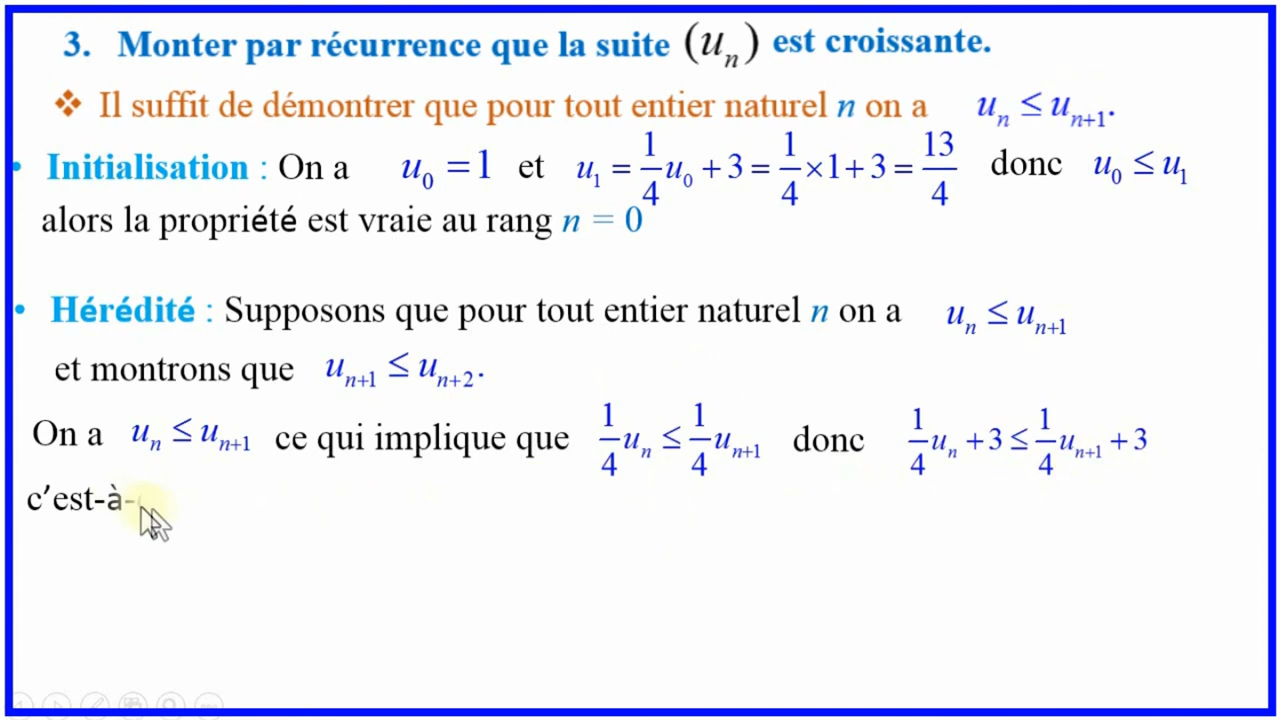 3. Monter par récurrence que la suite (uₙ) est croissante.
❖ Il suffit de démontrer que pour tout entier naturel n on a uₙ ≤ uₙ₊₁.
• Initialisation : On a u₀ = 1 et u₁ = 1/4 u₀ + 3 = 1/4 × 1 + 3 = 13/4 donc u₀ ≤ u₁
alors la propriété est vraie au rang n = 0
• Hérédité : Supposons que pour tout entier naturel n on a uₙ ≤ uₙ₊₁
et montrons que uₙ₊₁ ≤ uₙ₊₂.
On a uₙ ≤ uₙ₊₁ ce qui implique que 1/4 uₙ ≤ 1/4 uₙ₊₁ donc 1/4 uₙ + 3 ≤ 1/4 uₙ₊₁ + 3
c’est-à-